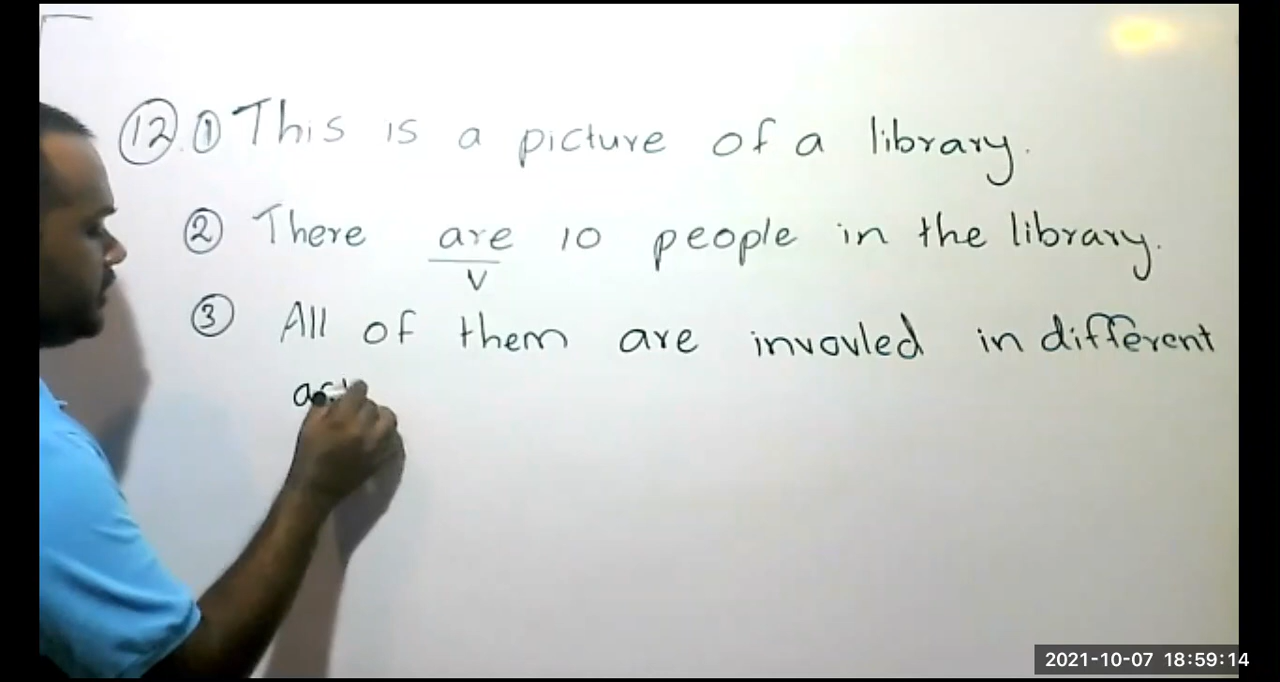 12. 1 This is a picture of a library.
2 There are 10 people in the library.
V
3 All of them are invovled in different
2021-10-07 18:59:14